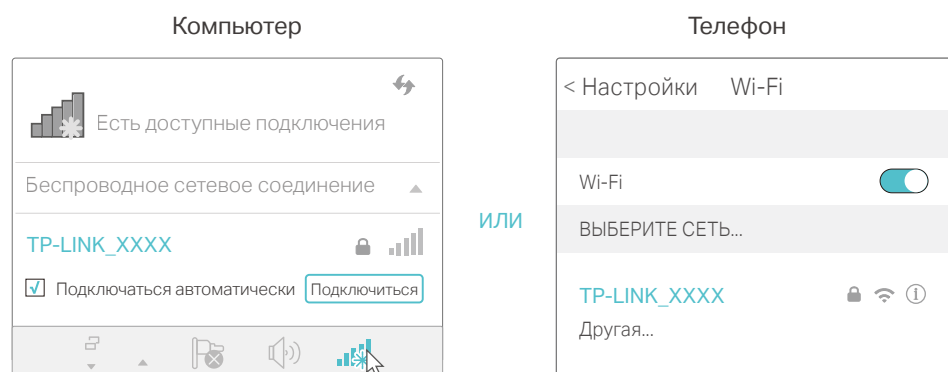 Компьютер
Есть доступные подключения
Беспроводное сетевое соединение
TP-LINK_XXXX
Подключаться автоматически
Подключиться
ИЛИ
Телефон
< Настройки Wi-Fi
Wi-Fi
ВЫБЕРИТЕ СЕТЬ...
TP-LINK_XXXX
Другая...